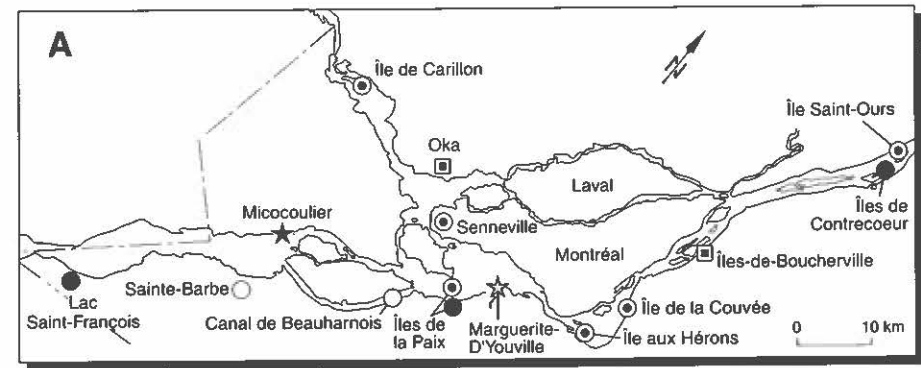 A
N
Île de Carillon
Île Saint-Ours
Oka
Laval
Îles de
Contrecoeur
Micocoulier
Senneville
Montréal
Îles-de-Boucherville
Lac
Saint-François
Sainte-Barbe
Canal de Beauharnois
Îles de
la Paix
Marguerite-
D'Youville
Île de la Couvée
Île aux Hérons
0 10 km